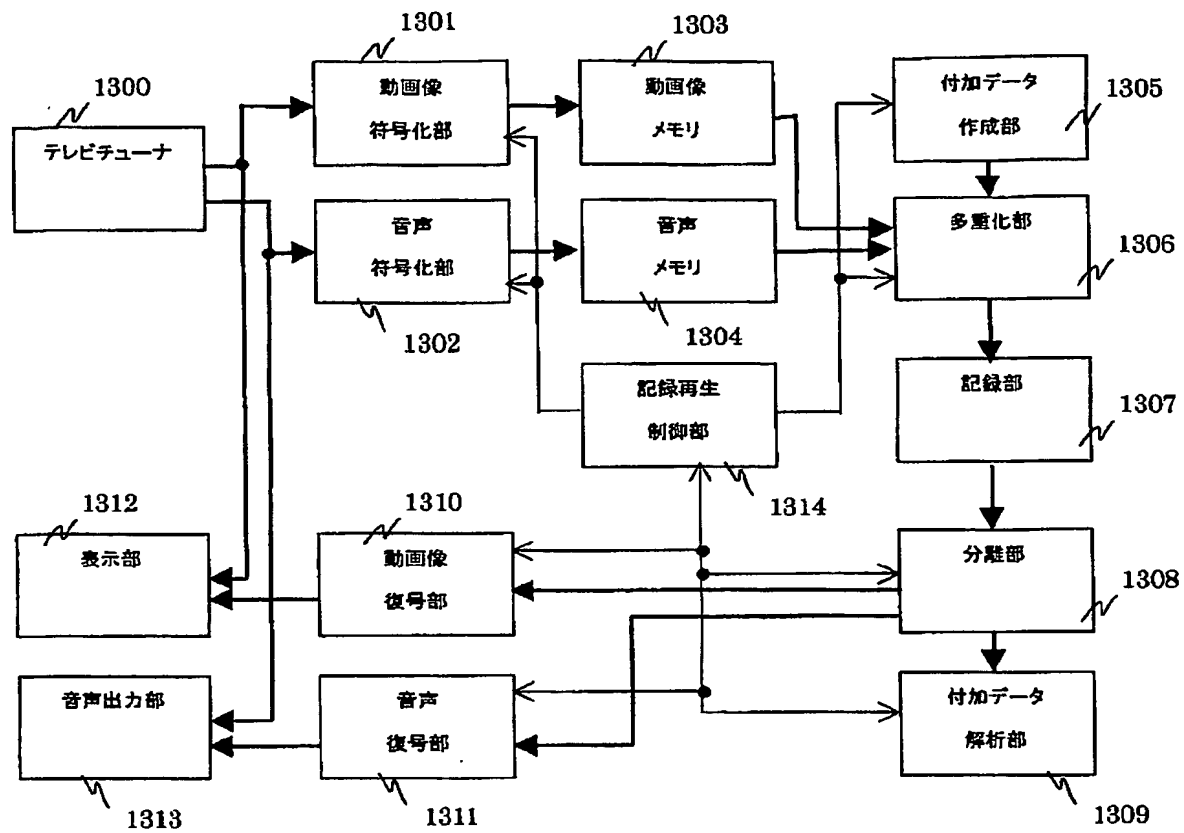 1301
1303
1300
動画像
符号化部
動画像
メモリ
付加データ
作成部
1305
テレビチューナ
音声
符号化部
音声
メモリ
多重化部
1306
1302
1304
記録再生
制御部
記録部
1307
1314
1312
1310
表示部
動画像
復号部
分離部
1308
音声出力部
音声
復号部
付加データ
解析部
1313
1311
1309